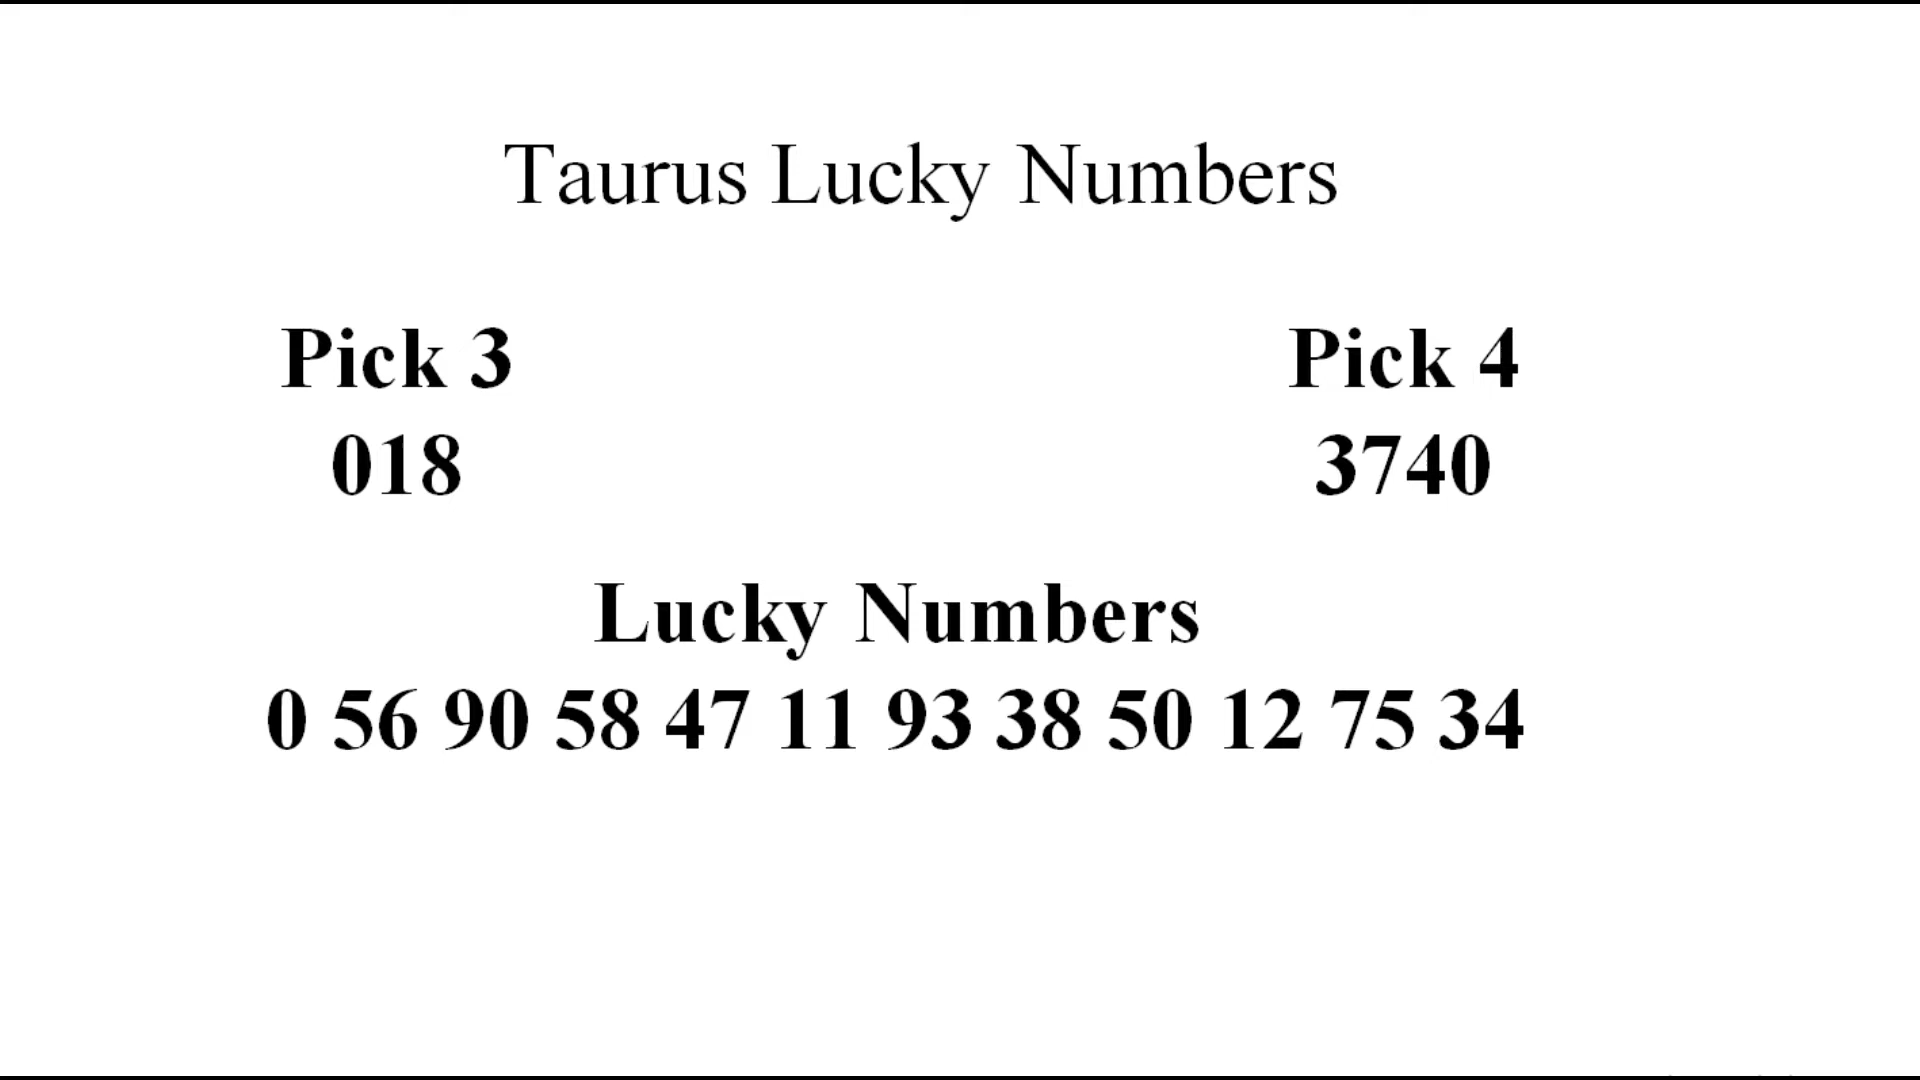 Taurus Lucky Numbers
Pick 3 Pick 4
018 3740
Lucky Numbers
0 56 90 58 47 11 93 38 50 12 75 34